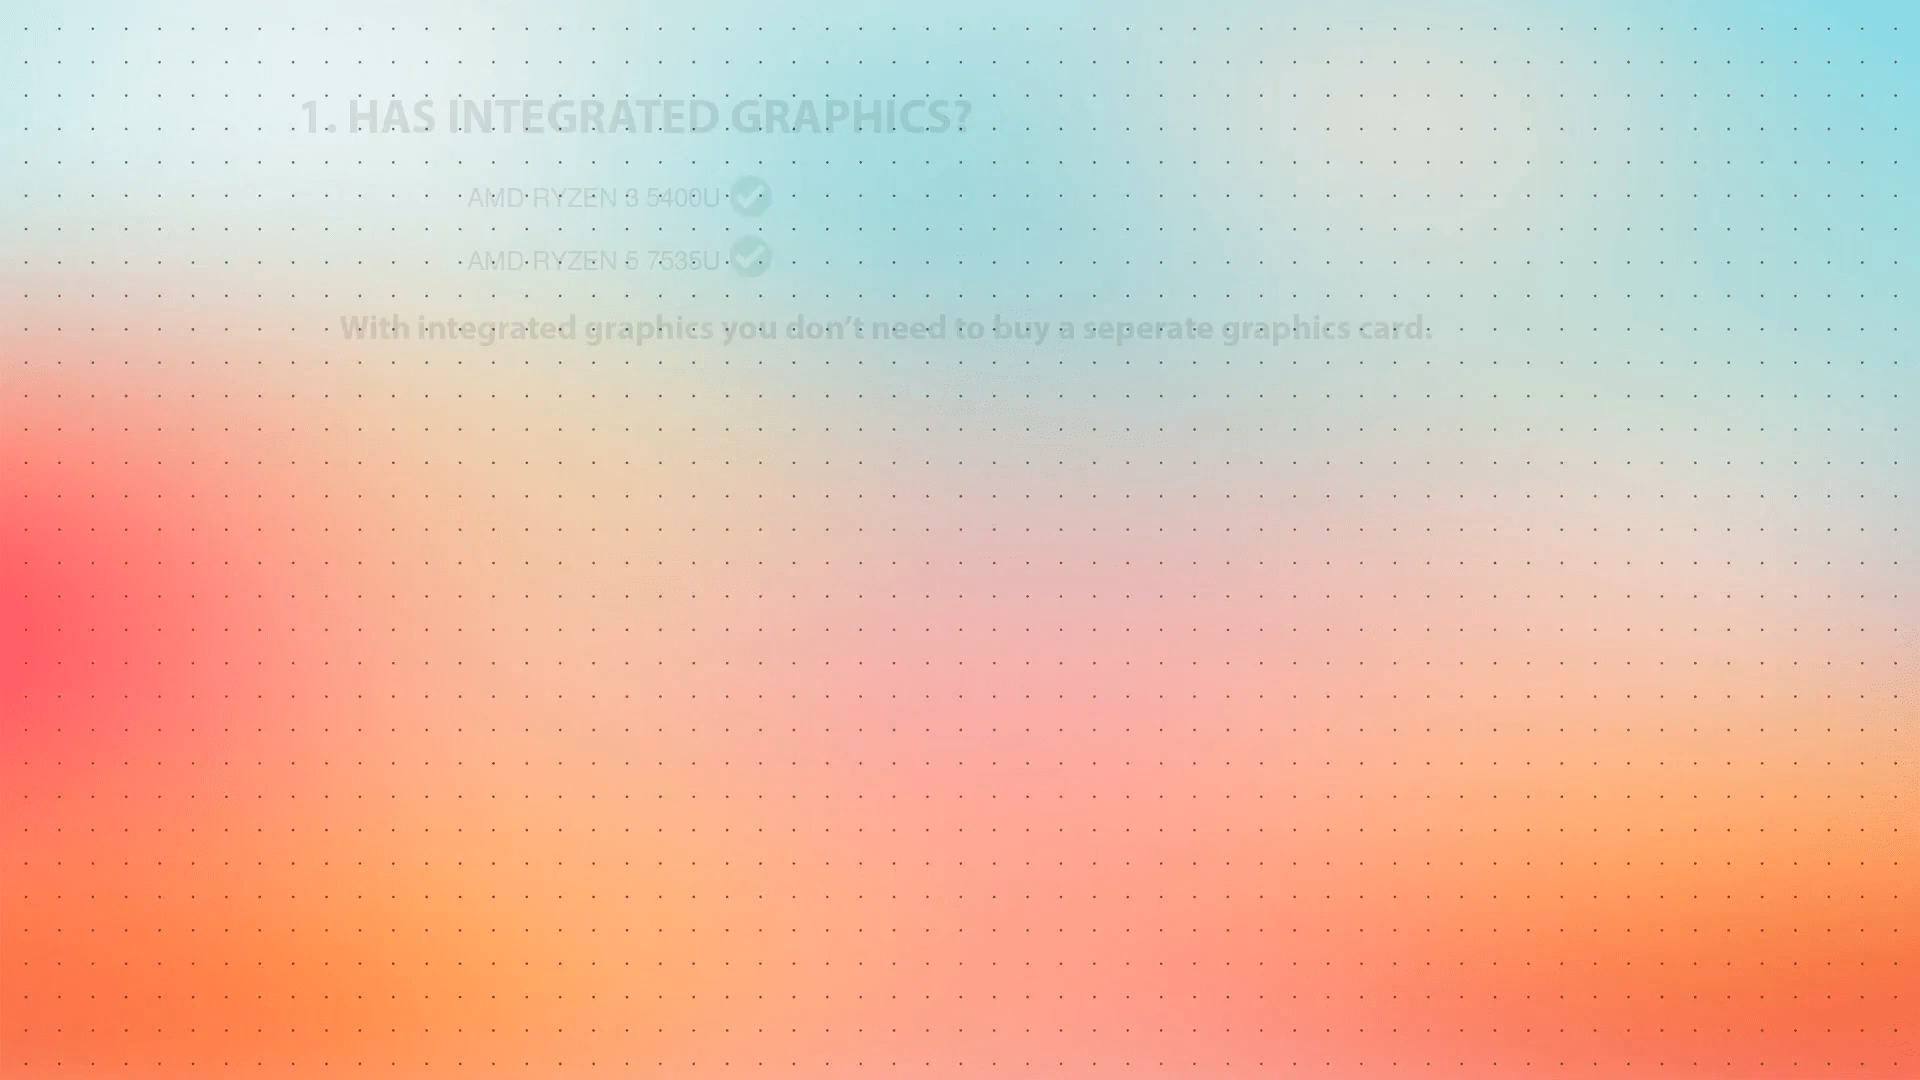 1. HAS INTEGRATED GRAPHICS?
AMD RYZEN 3 5400U
AMD RYZEN 5 7535U
With integrated graphics you don’t need to buy a seperate graphics card.